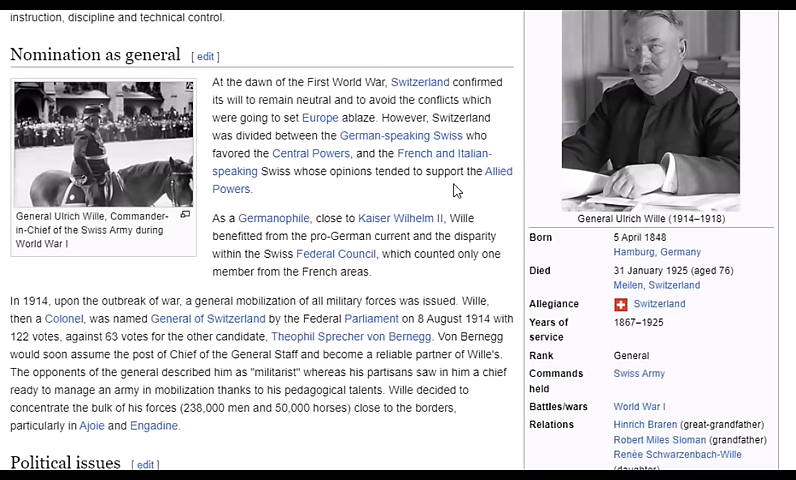 instruction, discipline and technical control.
Nomination as general [ edit ]
At the dawn of the First World War, Switzerland confirmed
its will to remain neutral and to avoid the conflicts which
were going to set Europe ablaze. However, Switzerland
was divided between the German-speaking Swiss who
favored the Central Powers, and the French and Italian-
speaking Swiss whose opinions tended to support the Allied
Powers.
General Ulrich Wille, Commander-
in-Chief of the Swiss Army during
World War I
As a Germanophile, close to Kaiser Wilhelm II, Wille
benefitted from the pro-German current and the disparity
within the Swiss Federal Council, which counted only one
member from the French areas.
In 1914, upon the outbreak of war, a general mobilization of all military forces was issued. Wille,
then a Colonel, was named General of Switzerland by the Federal Parliament on 8 August 1914 with
122 votes, against 63 votes for the other candidate, Theophil Sprecher von Bernegg. Von Bernegg
would soon assume the post of Chief of the General Staff and become a reliable partner of Wille's.
The opponents of the general described him as "militarist" whereas his partisans saw in him a chief
ready to manage an army in mobilization thanks to his pedagogical talents. Wille decided to
concentrate the bulk of his forces (238,000 men and 50,000 horses) close to the borders,
particularly in Ajoie and Engadine.
Political issues [ edit ]
General Ulrich Wille (1914–1918)
Born 5 April 1848
Hamburg, Germany
Died 31 January 1925 (aged 76)
Meilen, Switzerland
Allegiance Switzerland
Years of 1867–1925
service
Rank General
Commands Swiss Army
held
Battles/wars World War I
Relations Hinrich Braren (great-grandfather)
Robert Miles Sloman (grandfather)
Renée Schwarzenbach-Wille
(daughter)